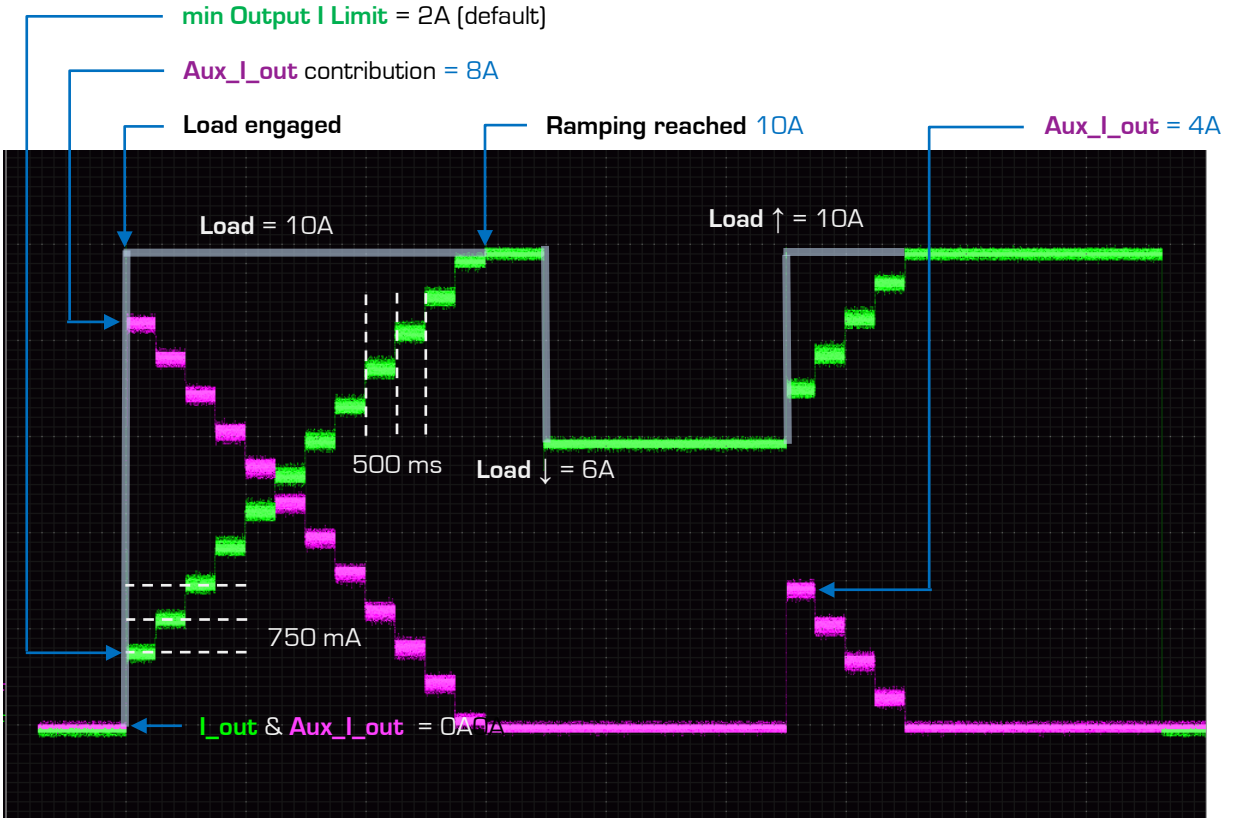 min Output I Limit = 2A (default)
Aux_I_out contribution = 8A
Load engaged
Ramping reached 10A
Aux_I_out = 4A
Load = 10A
Load ↑ = 10A
500 ms
Load ↓ = 6A
750 mA
I_out & Aux_I_out = 0A0A